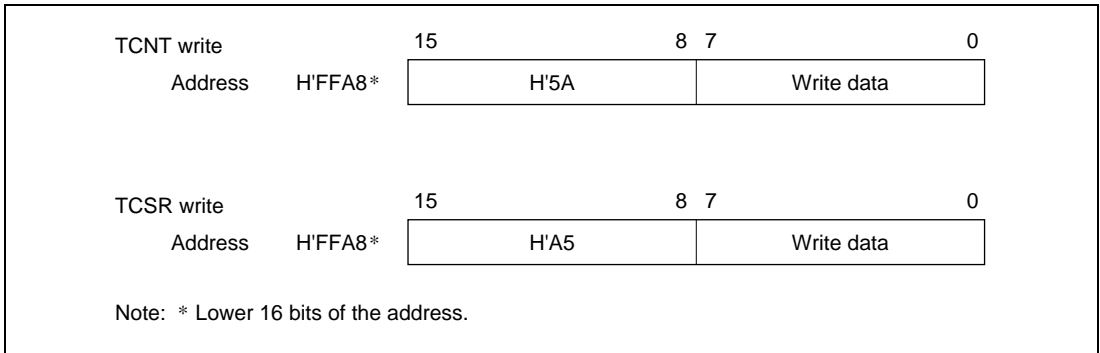 TCNT write 15 8 7 0
Address H'FFA8* H'5A Write data
TCSR write 15 8 7 0
Address H'FFA8* H'A5 Write data
Note: * Lower 16 bits of the address.